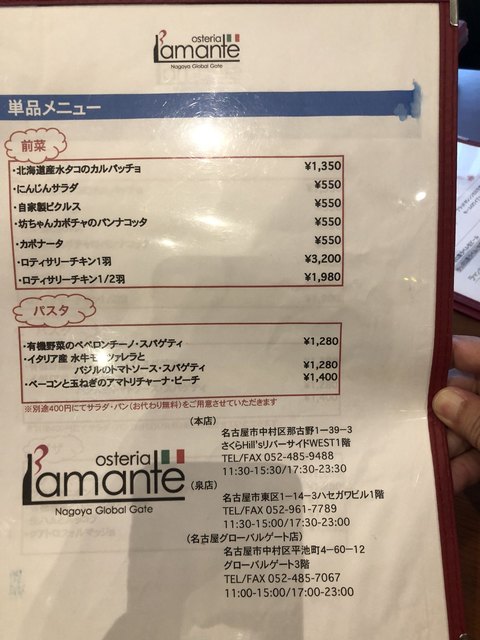 osteria
Lamante
Nagoya Global Gate
単品メニュー
前菜
・北海道産水タコのカルパッチョ ¥1,350
・にんじんサラダ ¥550
・自家製ピクルス ¥550
・坊ちゃんカボチャのパンナコッタ ¥550
・カポナータ ¥550
・ロティサリーチキン1羽 ¥3,200
・ロティサリーチキン1/2羽 ¥1,980
パスタ
・有機野菜のペペロンチーノ・スパゲティ ¥1,280
・イタリア産 水牛モッツァレラと
バジルのトマトソース・スパゲティ ¥1,280
・ベーコンと玉ねぎのアマトリチャーナ・ビーチ ¥1,400
※別途400円にてサラダ・パン(お代わり無料)をご用意させていただきます
(本店)
名古屋市中村区那古野1-39-3
さくらHill'sリバーサイドWEST1階
TEL/FAX 052-485-9488
11:30-15:30/17:30-23:30
osteria
Lamante
Nagoya Global Gate
(泉店)
名古屋市東区1-14-3ハセガワビル1階
TEL/FAX 052-961-7789
11:30-15:00/17:30-23:00
(名古屋グローバルゲート店)
名古屋市中村区平池町4-60-12
グローバルゲート3階
TEL/FAX 052-485-7067
11:00-15:00/17:00-23:00